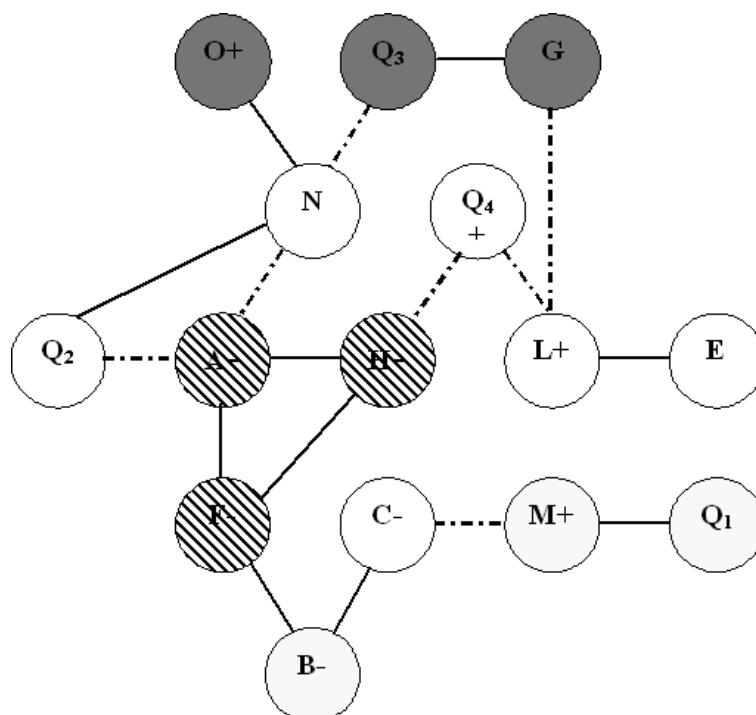 O+ Q₃ G
N Q₄
+
Q₂ A- H- L+ E
F- C- M+ Q₁
B-